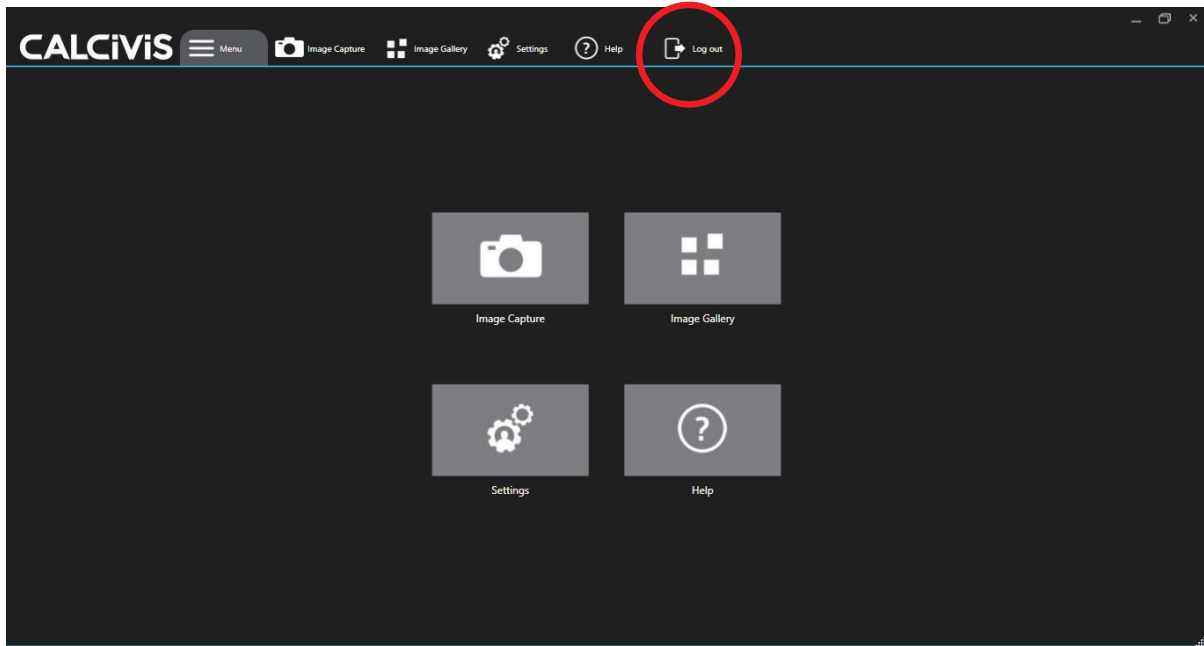 CALCiViS Menu Image Capture Image Gallery Settings ? Help Log out
Image Capture Image Gallery
?
Settings Help